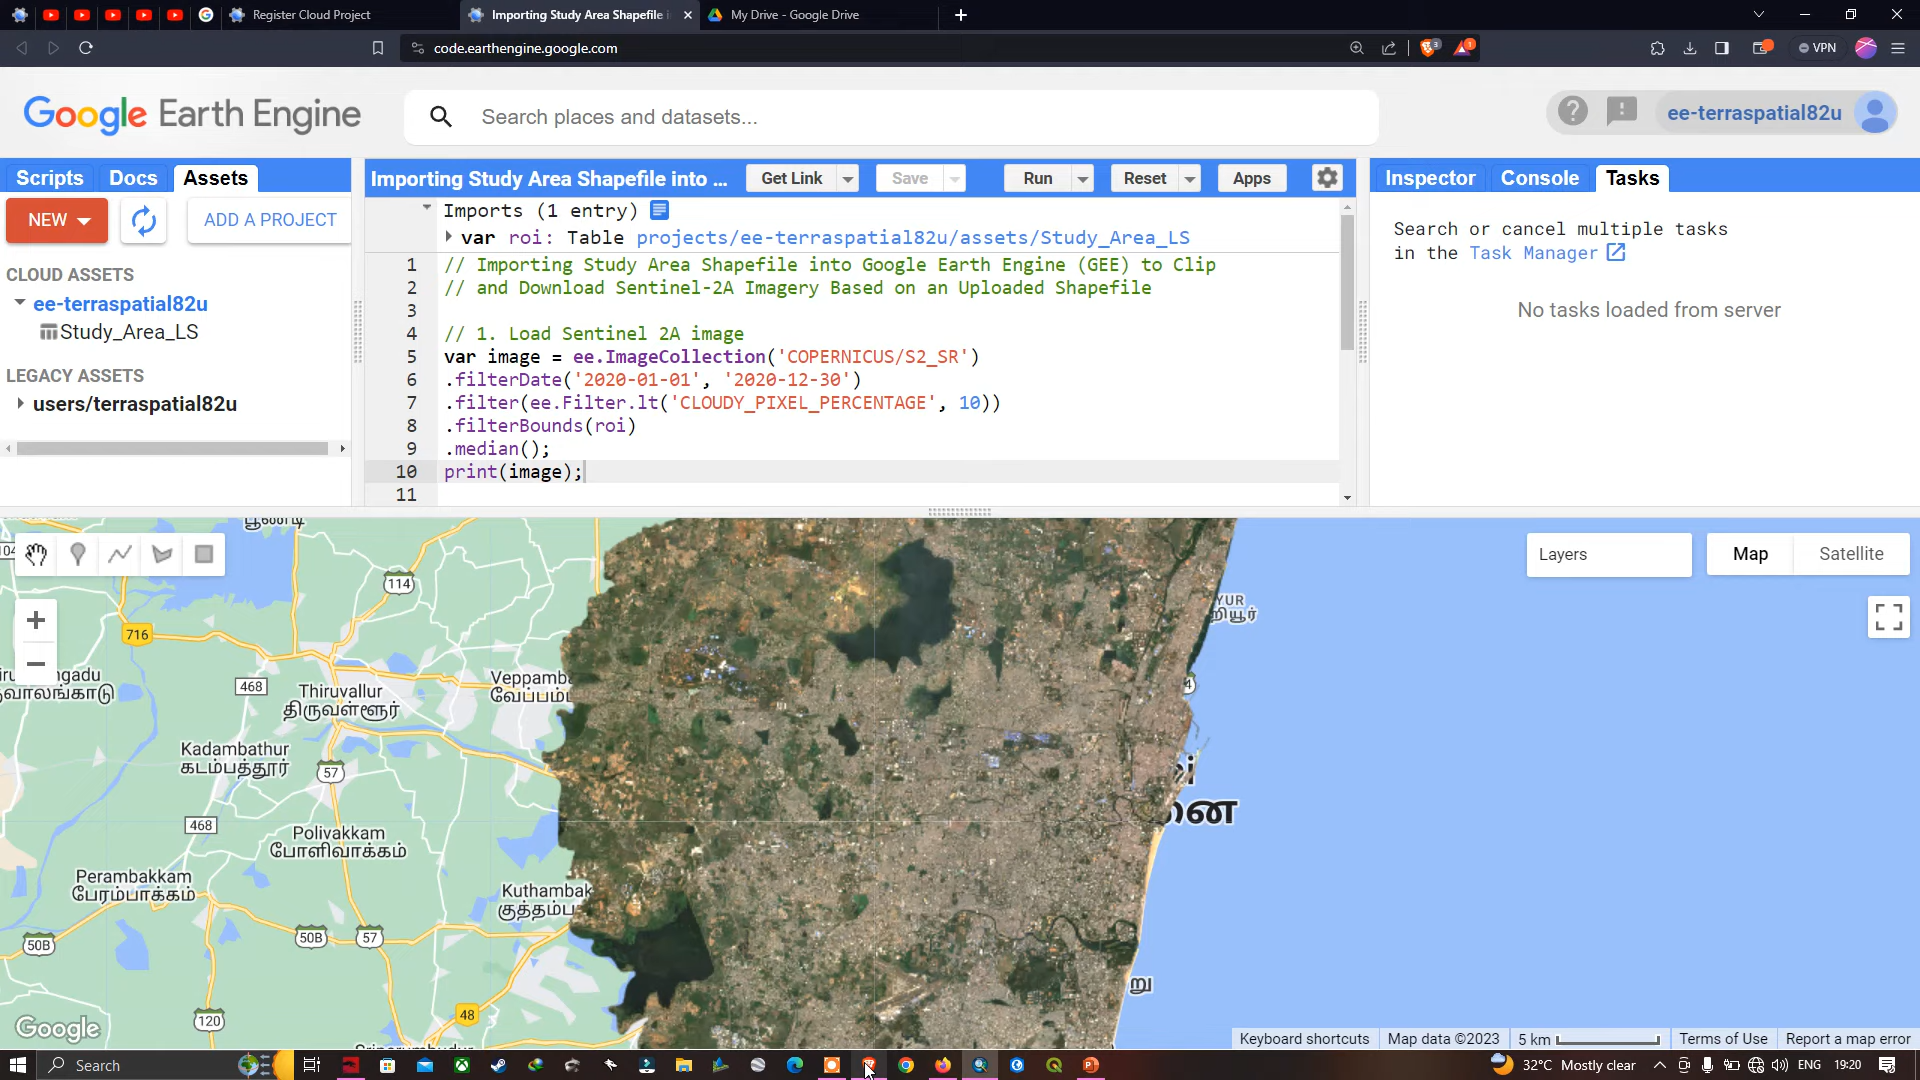 Register Cloud Project
Importing Study Area Shapefile i
My Drive - Google Drive
code.earthengine.google.com
VPN
Google Earth Engine
Search places and datasets...
ee-terraspatial82u
Scripts
Docs
Assets
NEW
ADD A PROJECT
CLOUD ASSETS
ee-terraspatial82u
Study_Area_LS
LEGACY ASSETS
users/terraspatial82u
Importing Study Area Shapefile into ...
Get Link
Save
Run
Reset
Apps
Imports (1 entry)
var roi: Table projects/ee-terraspatial82u/assets/Study_Area_LS
1 // Importing Study Area Shapefile into Google Earth Engine (GEE) to Clip
2 // and Download Sentinel-2A Imagery Based on an Uploaded Shapefile
3
4 // 1. Load Sentinel 2A image
5 var image = ee.ImageCollection('COPERNICUS/S2_SR')
6 .filterDate('2020-01-01', '2020-12-30')
7 .filter(ee.Filter.lt('CLOUDY_PIXEL_PERCENTAGE', 10))
8 .filterBounds(roi)
9 .median();
10 print(image);
11
Inspector
Console
Tasks
Search or cancel multiple tasks
in the Task Manager
No tasks loaded from server
Layers
Map
Satellite
114
716
468
Thiruvallur
திருவள்ளூர்
Kadambathur
கடம்பத்தூர்
57
468
Polivakkam
போளிவாக்கம்
Perambakkam
பேரம்பாக்கம்
Kuthambak
குத்தம்ப
50B
50B
57
48
120
Google
Keyboard shortcuts
Map data ©2023
5 km
Terms of Use
Report a map error
Search
32°C Mostly clear
ENG
19:20